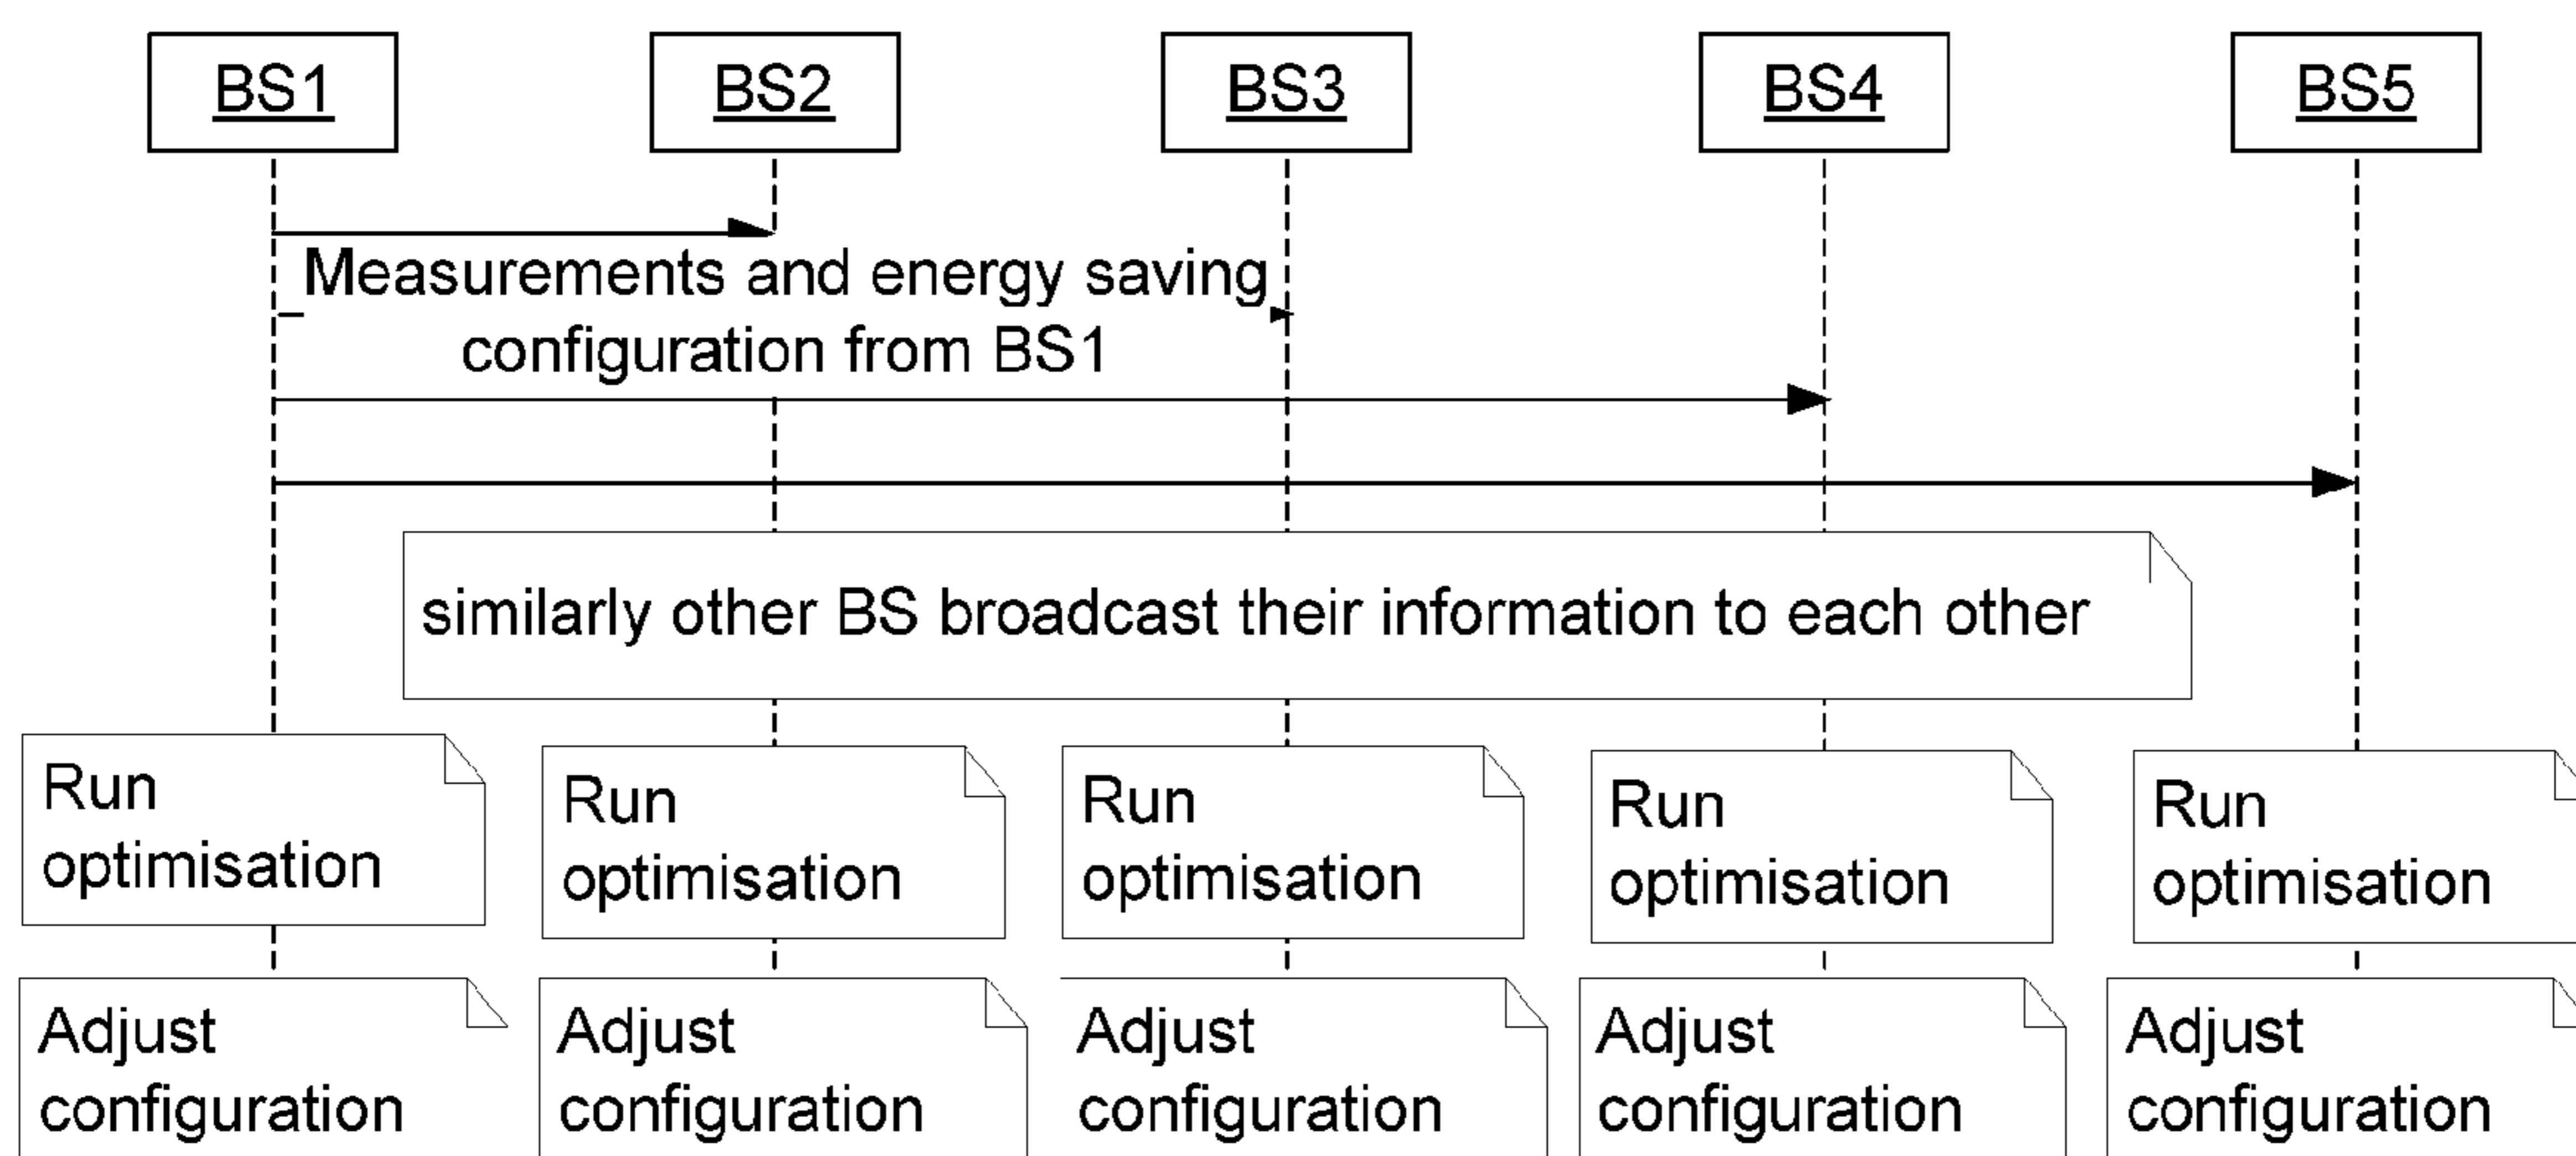 BS1
BS2
BS3
BS4
BS5
Measurements and energy saving
configuration from BS1
similarly other BS broadcast their information to each other
Run
optimisation
Run
optimisation
Run
optimisation
Run
optimisation
Run
optimisation
Adjust
configuration
Adjust
configuration
Adjust
configuration
Adjust
configuration
Adjust
configuration